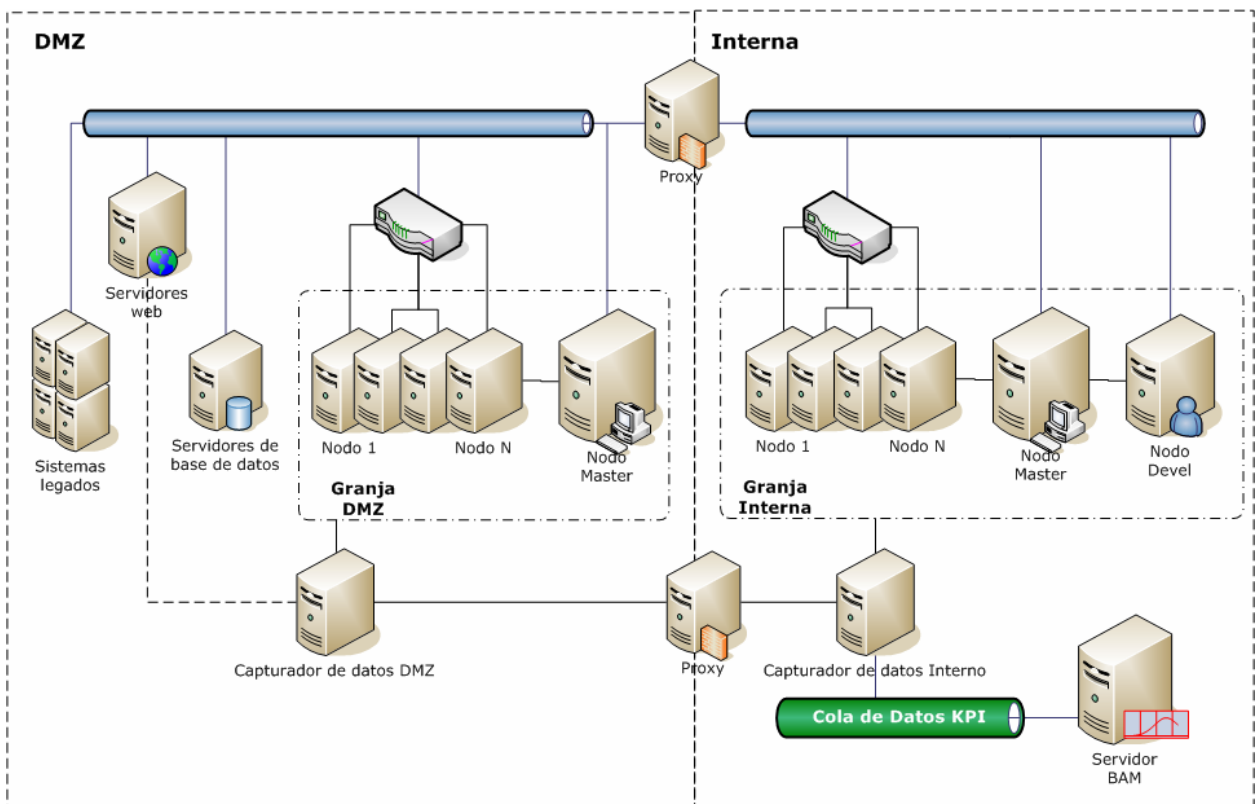 DMZ
Interna
Proxy
Servidores
web
Sistemas
legados
Servidores de
base de datos
Nodo 1
Nodo N
Nodo
Master
Granja
DMZ
Nodo 1
Nodo N
Nodo
Master
Nodo
Devel
Granja
Interna
Capturador de datos DMZ
Proxy
Capturador de datos Interno
Cola de Datos KPI
Servidor
BAM